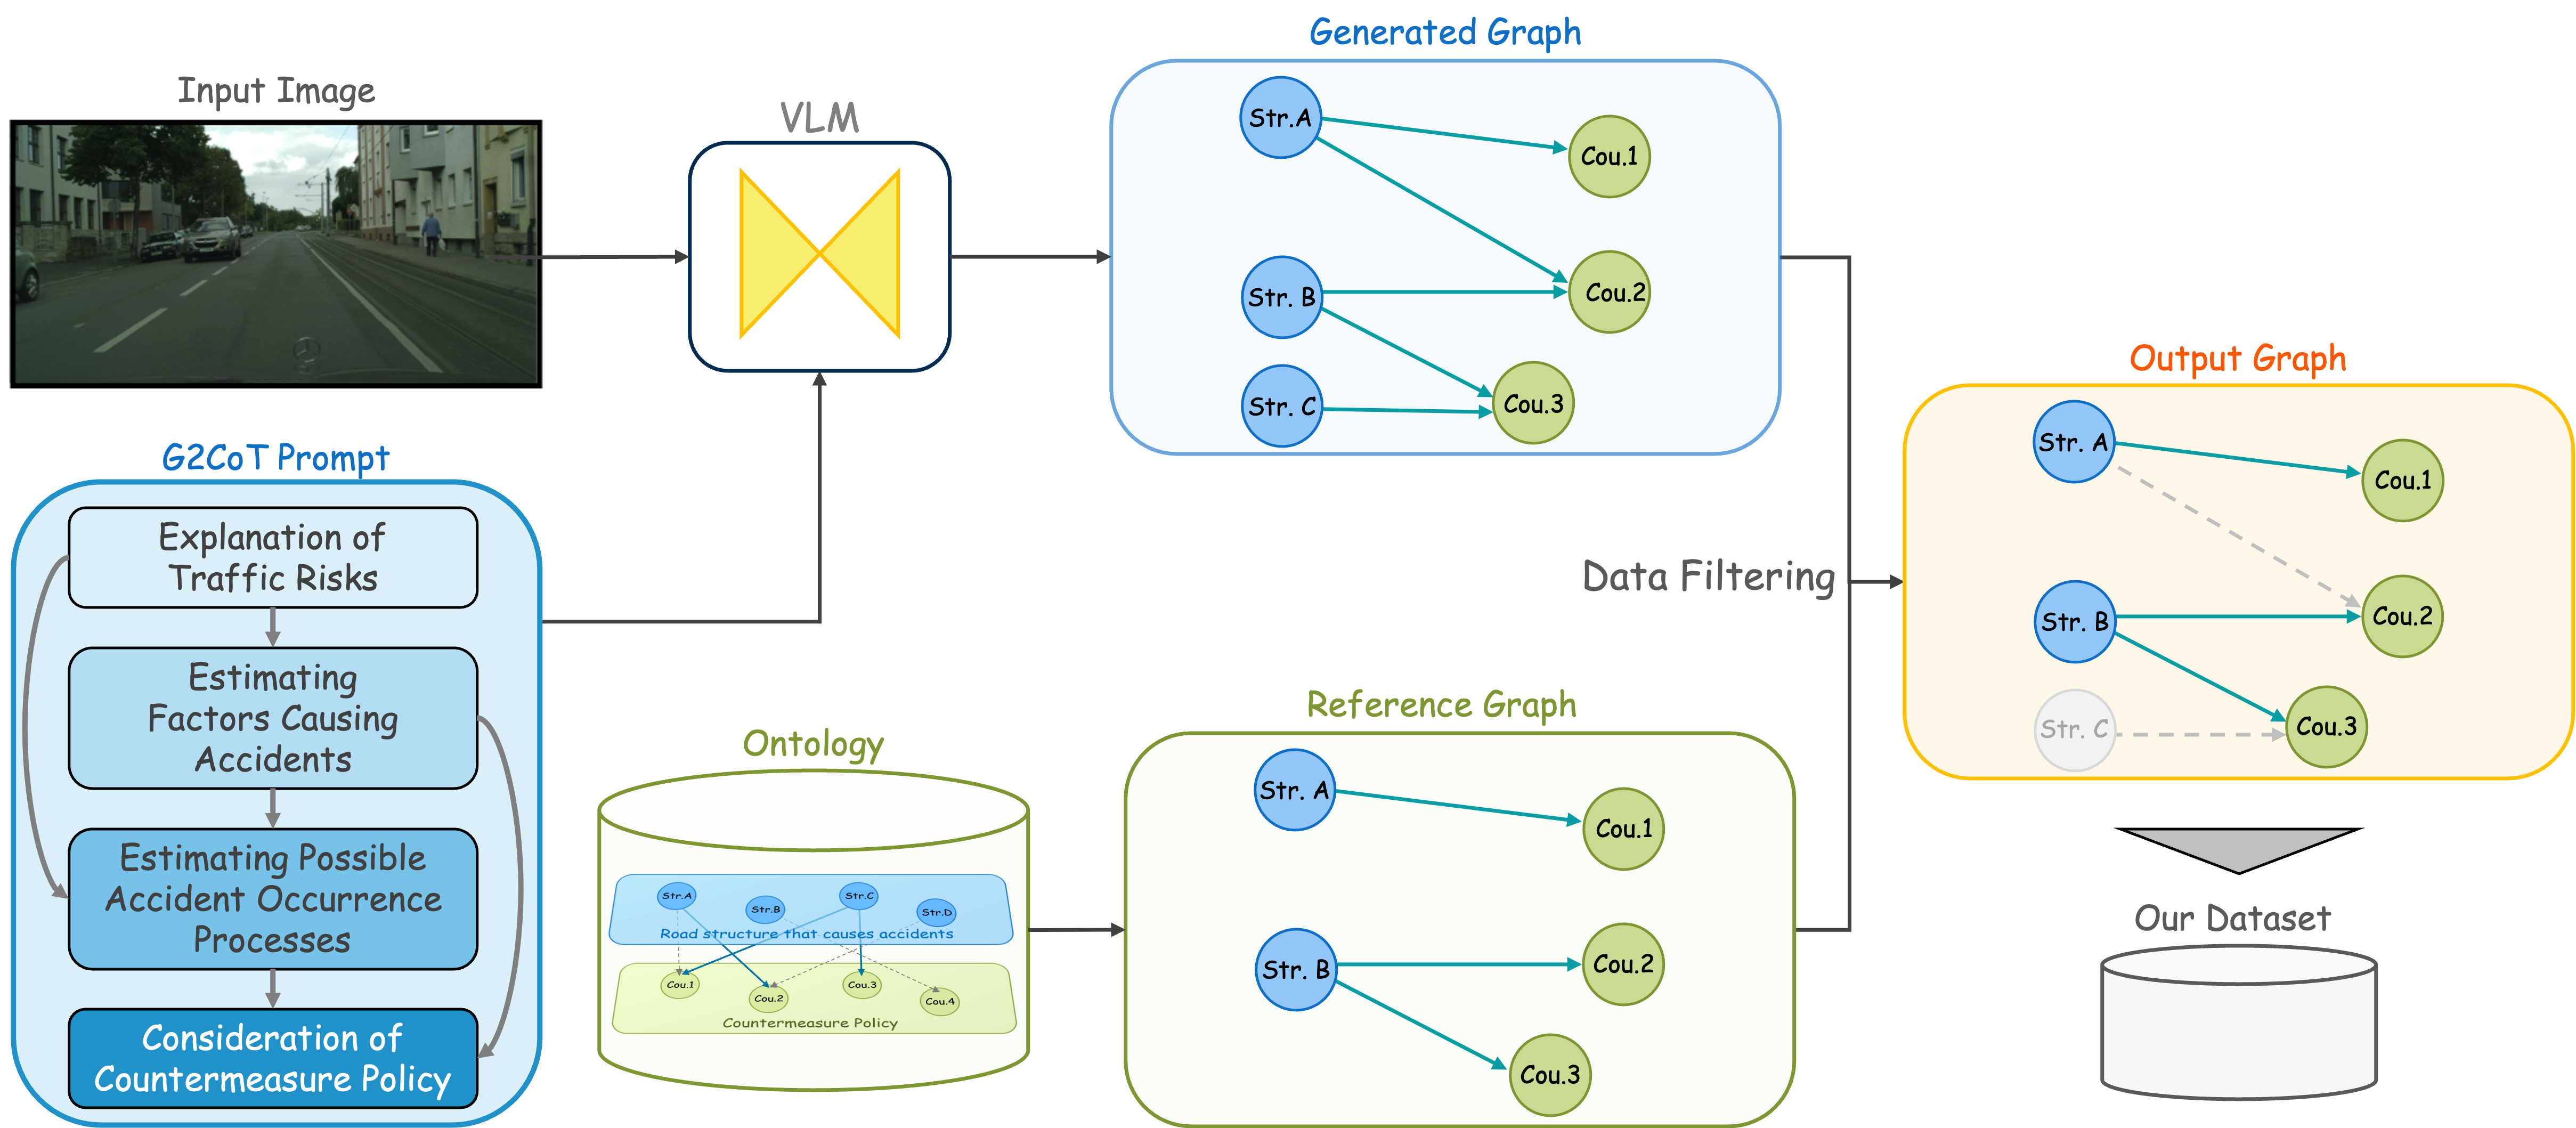 Input Image
G2CoT Prompt
Explanation of
Traffic Risks
Estimating
Factors Causing
Accidents
Estimating Possible
Accident Occurrence
Processes
Consideration of
Countermeasure Policy
VLM
Ontology
Str.A
Str.B
Str.C
Str.D
Road structure that causes accidents
Cou.1
Cou.2
Cou.3
Cou.4
Countermeasure Policy
Generated Graph
Str.A
Cou.1
Str. B
Cou.2
Str. C
Cou.3
Reference Graph
Str. A
Cou.1
Str. B
Cou.2
Cou.3
Data Filtering
Output Graph
Str. A
Cou.1
Str. B
Cou.2
Str. C
Cou.3
Our Dataset